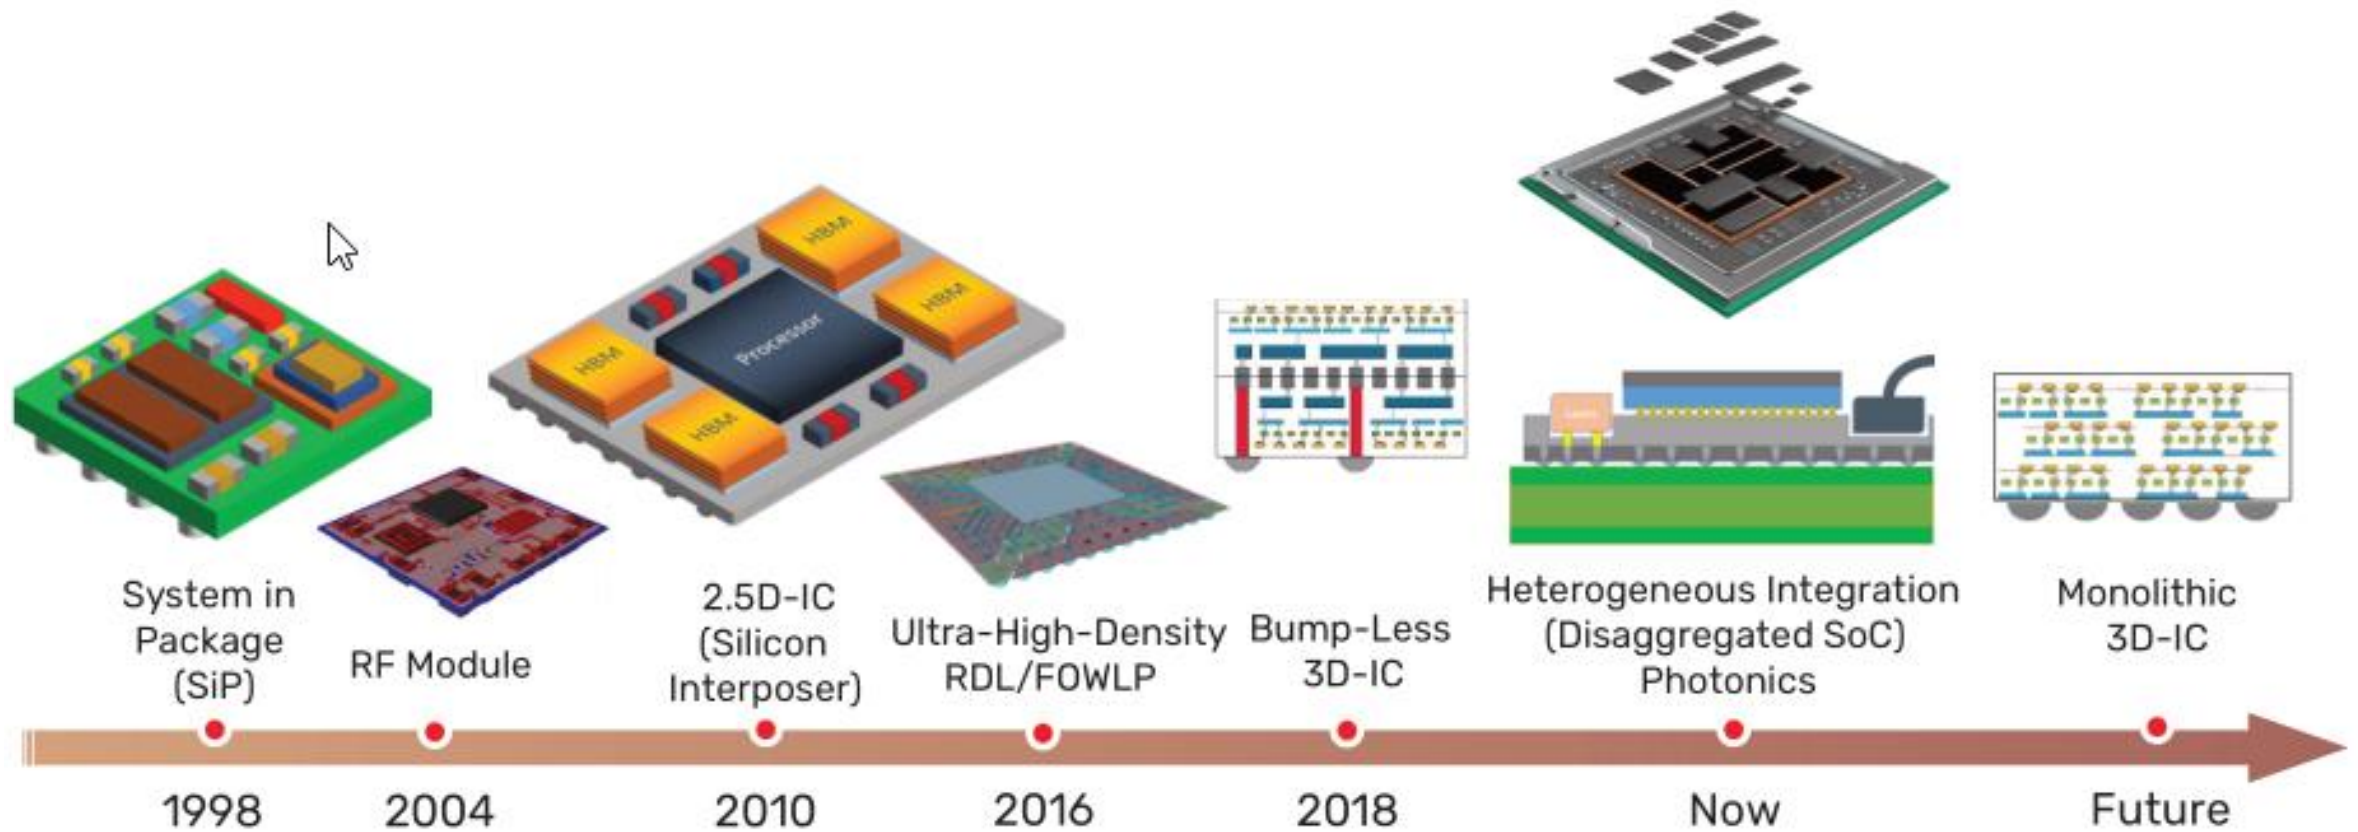 HBM
HBM
HBM
HBM
Processor
System in
Package
(SiP)
RF Module
2.5D-IC
(Silicon
Interposer)
Ultra-High-Density
RDL/FOWLP
Bump-Less
3D-IC
Heterogeneous Integration
(Disaggregated SoC)
Photonics
Monolithic
3D-IC
1998
2004
2010
2016
2018
Now
Future